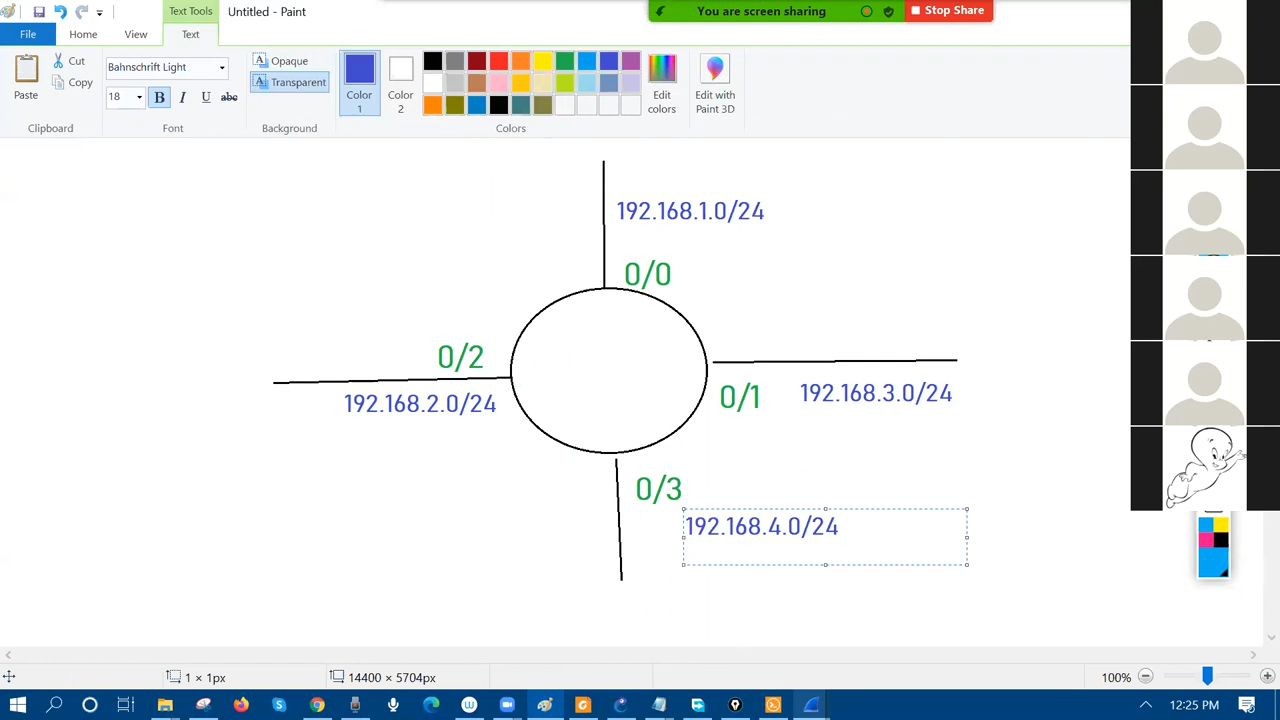 Text Tools
Untitled - Paint
You are screen sharing
Stop Share
File
Home
View
Text
Paste
Cut
Copy
Clipboard
Bahnschrift Light
18
B
I
U
abc
Font
Opaque
Transparent
Background
Color 1
Color 2
Colors
Edit colors
Edit with Paint 3D
192.168.1.0/24
0/0
0/2
192.168.2.0/24
0/1
192.168.3.0/24
0/3
192.168.4.0/24
1 × 1px
14400 × 5704px
100%
12:25 PM